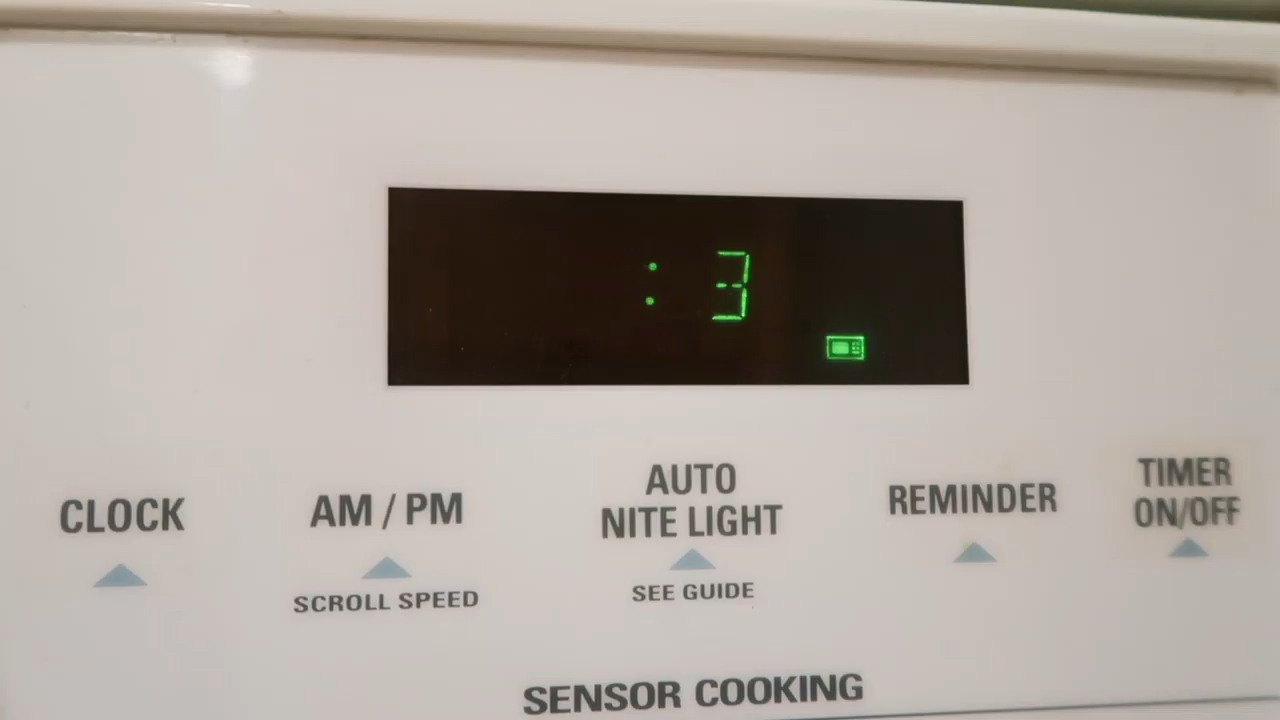 : 3
CLOCK
AM / PM
SCROLL SPEED
AUTO
NITE LIGHT
SEE GUIDE
REMINDER
TIMER
ON/OFF
SENSOR COOKING